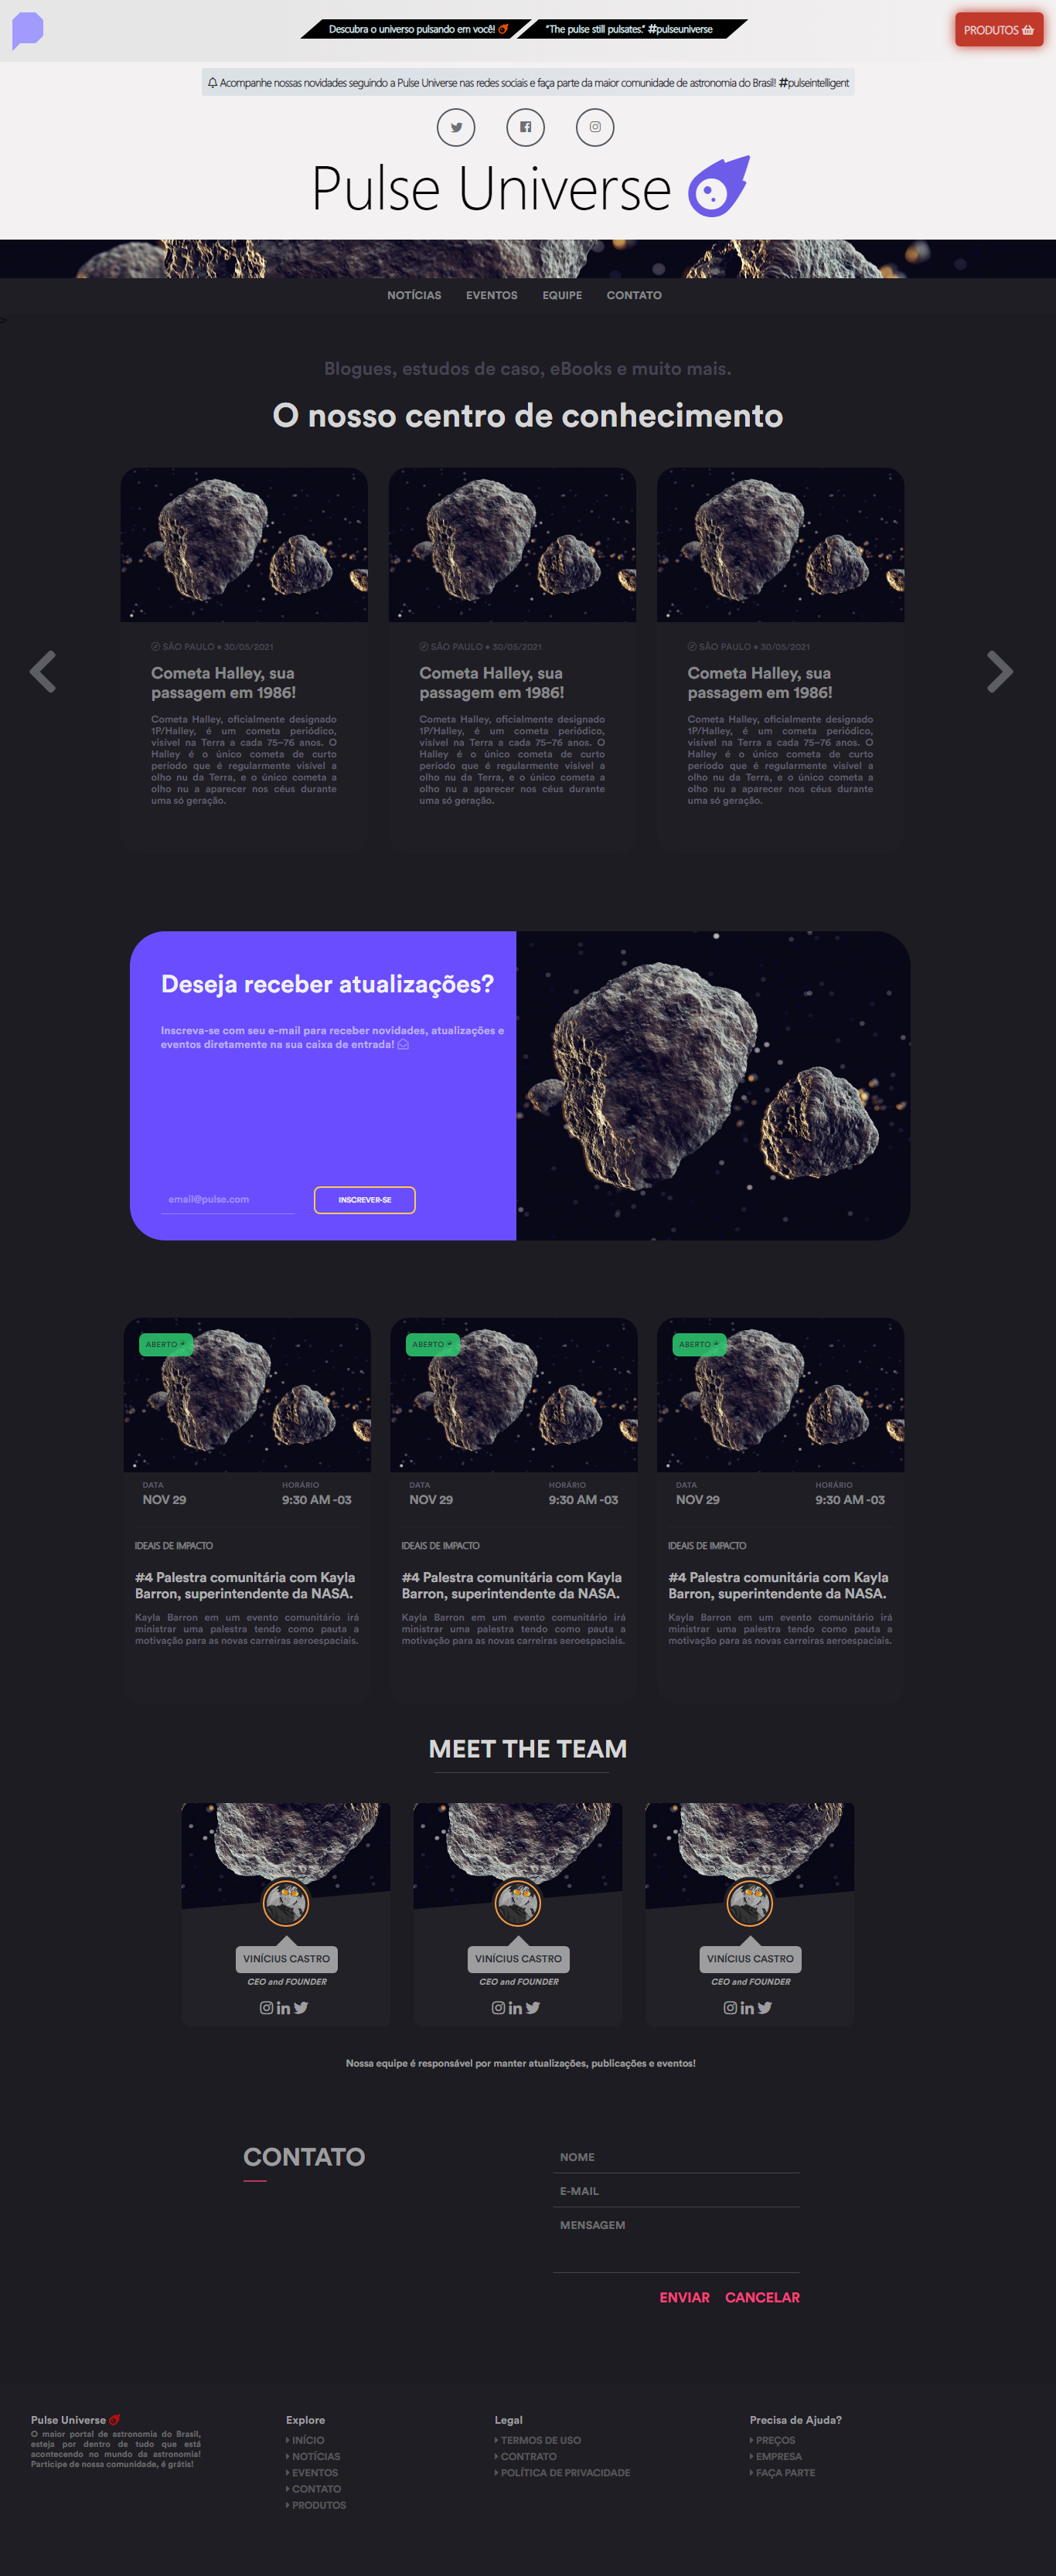 Descubra o universo pulsando em você!
"The pulse still pulsates." #pulseuniverse
PRODUTOS
Acompanhe nossas novidades seguindo a Pulse Universe nas redes sociais e faça parte da maior comunidade de astronomia do Brasil! #pulseintelligent
Pulse Universe
NOTÍCIAS EVENTOS EQUIPE CONTATO
>
Blogues, estudos de caso, eBooks e muito mais.
O nosso centro de conhecimento
SÃO PAULO • 30/05/2021
Cometa Halley, sua
passagem em 1986!
Cometa Halley, oficialmente designado
1P/Halley, é um cometa periódico,
visível na Terra a cada 75–76 anos. O
Halley é o único cometa de curto
período que é regularmente visível a
olho nu da Terra, e o único cometa a
olho nu a aparecer nos céus durante
uma só geração.
SÃO PAULO • 30/05/2021
Cometa Halley, sua
passagem em 1986!
Cometa Halley, oficialmente designado
1P/Halley, é um cometa periódico,
visível na Terra a cada 75–76 anos. O
Halley é o único cometa de curto
período que é regularmente visível a
olho nu da Terra, e o único cometa a
olho nu a aparecer nos céus durante
uma só geração.
SÃO PAULO • 30/05/2021
Cometa Halley, sua
passagem em 1986!
Cometa Halley, oficialmente designado
1P/Halley, é um cometa periódico,
visível na Terra a cada 75–76 anos. O
Halley é o único cometa de curto
período que é regularmente visível a
olho nu da Terra, e o único cometa a
olho nu a aparecer nos céus durante
uma só geração.
Deseja receber atualizações?
Inscreva-se com seu e-mail para receber novidades, atualizações e
eventos diretamente na sua caixa de entrada!
email@pulse.com
INSCREVER-SE
ABERTO
DATA HORÁRIO
NOV 29 9:30 AM -03
IDEAIS DE IMPACTO
#4 Palestra comunitária com Kayla
Barron, superintendente da NASA.
Kayla Barron em um evento comunitário irá
ministrar uma palestra tendo como pauta a
motivação para as novas carreiras aeroespaciais.
ABERTO
DATA HORÁRIO
NOV 29 9:30 AM -03
IDEAIS DE IMPACTO
#4 Palestra comunitária com Kayla
Barron, superintendente da NASA.
Kayla Barron em um evento comunitário irá
ministrar uma palestra tendo como pauta a
motivação para as novas carreiras aeroespaciais.
ABERTO
DATA HORÁRIO
NOV 29 9:30 AM -03
IDEAIS DE IMPACTO
#4 Palestra comunitária com Kayla
Barron, superintendente da NASA.
Kayla Barron em um evento comunitário irá
ministrar uma palestra tendo como pauta a
motivação para as novas carreiras aeroespaciais.
MEET THE TEAM
VINÍCIUS CASTRO
CEO and FOUNDER
VINÍCIUS CASTRO
CEO and FOUNDER
VINÍCIUS CASTRO
CEO and FOUNDER
Nossa equipe é responsável por manter atualizações, publicações e eventos!
CONTATO
NOME
E-MAIL
MENSAGEM
ENVIAR CANCELAR
Pulse Universe
O maior portal de astronomia do Brasil,
esteja por dentro de tudo que está
acontecendo no mundo da astronomia!
Participe de nossa comunidade, é grátis!
Explore
INÍCIO
NOTÍCIAS
EVENTOS
CONTATO
PRODUTOS
Legal
TERMOS DE USO
CONTRATO
POLÍTICA DE PRIVACIDADE
Precisa de Ajuda?
PREÇOS
EMPRESA
FAÇA PARTE